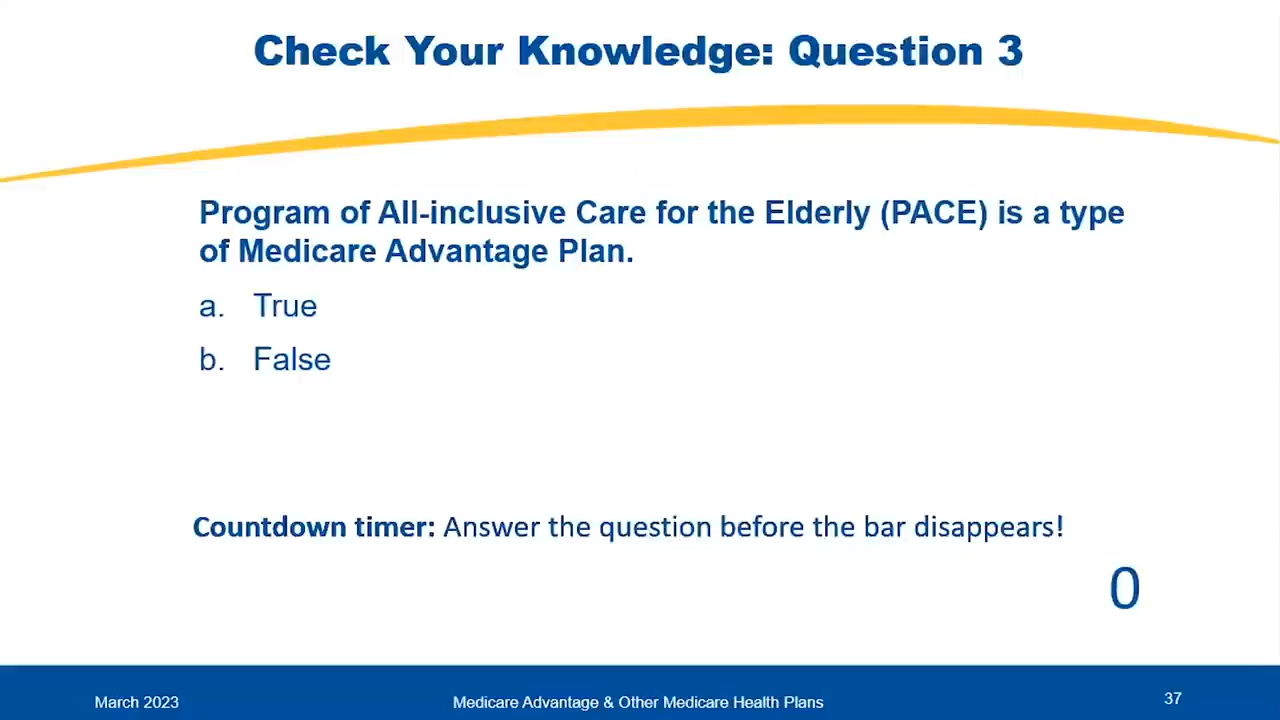 Check Your Knowledge: Question 3
Program of All-inclusive Care for the Elderly (PACE) is a type
of Medicare Advantage Plan.
a. True
b. False
Countdown timer: Answer the question before the bar disappears!
0
March 2023
Medicare Advantage & Other Medicare Health Plans
37